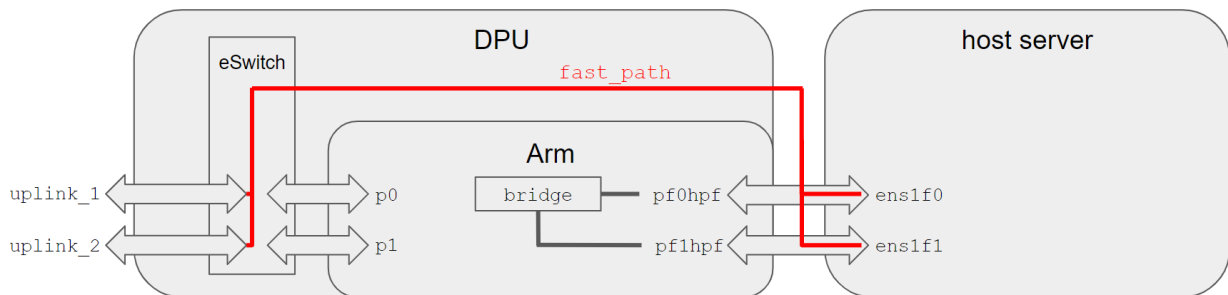 DPU
host server
eSwitch
fast_path
Arm
uplink_1
p0
bridge
pf0hpf
ens1f0
uplink_2
p1
pf1hpf
ens1f1